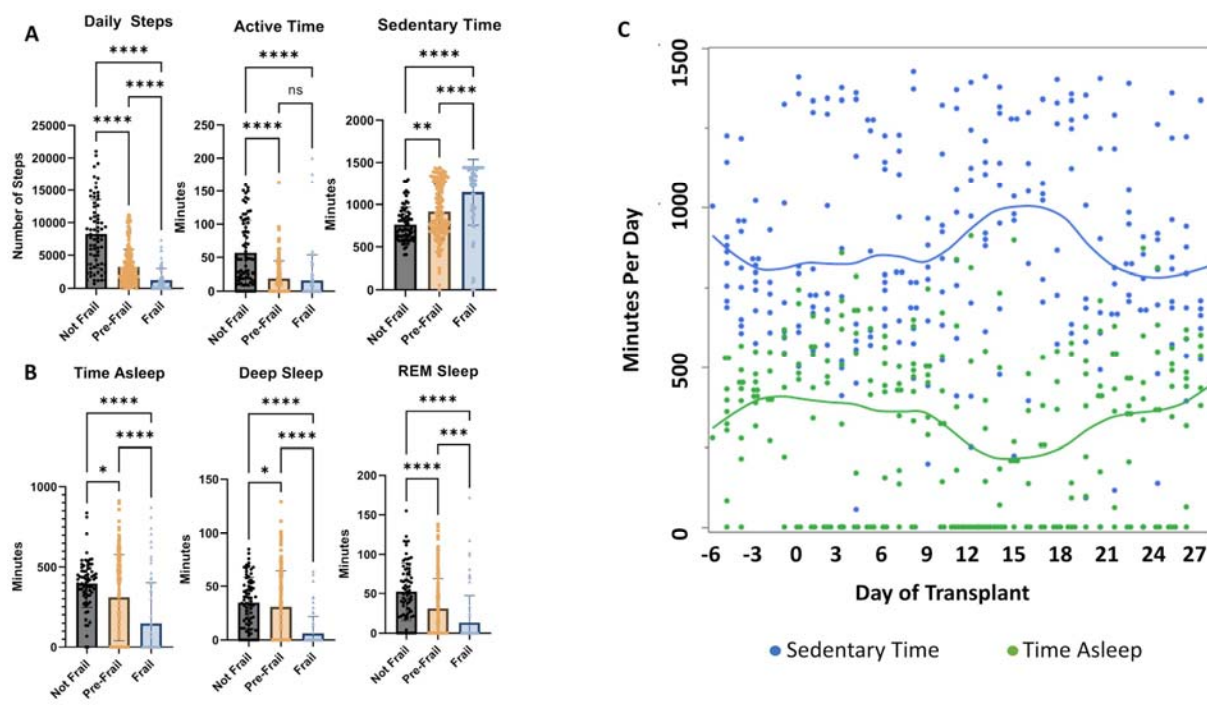 A
Daily Steps
Active Time
Sedentary Time
****
****
****
****
ns
****
****
****
**
Number of Steps
25000
20000
15000
10000
5000
0
Minutes
250
200
150
100
50
0
Minutes
2000
1500
1000
500
0
Not Frail
Pre-Frail
Frail
Not Frail
Pre-Frail
Frail
Not Frail
Pre-Frail
Frail
B
Time Asleep
Deep Sleep
REM Sleep
****
****
****
****
****
***
*
*
****
Minutes
1000
500
0
Minutes
150
100
50
0
Minutes
200
150
100
50
0
Not Frail
Pre-Frail
Frail
Not Frail
Pre-Frail
Frail
Not Frail
Pre-Frail
Frail
C
Minutes Per Day
1500
1000
500
0
-6 -3 0 3 6 9 12 15 18 21 24 27
Day of Transplant
Sedentary Time
Time Asleep